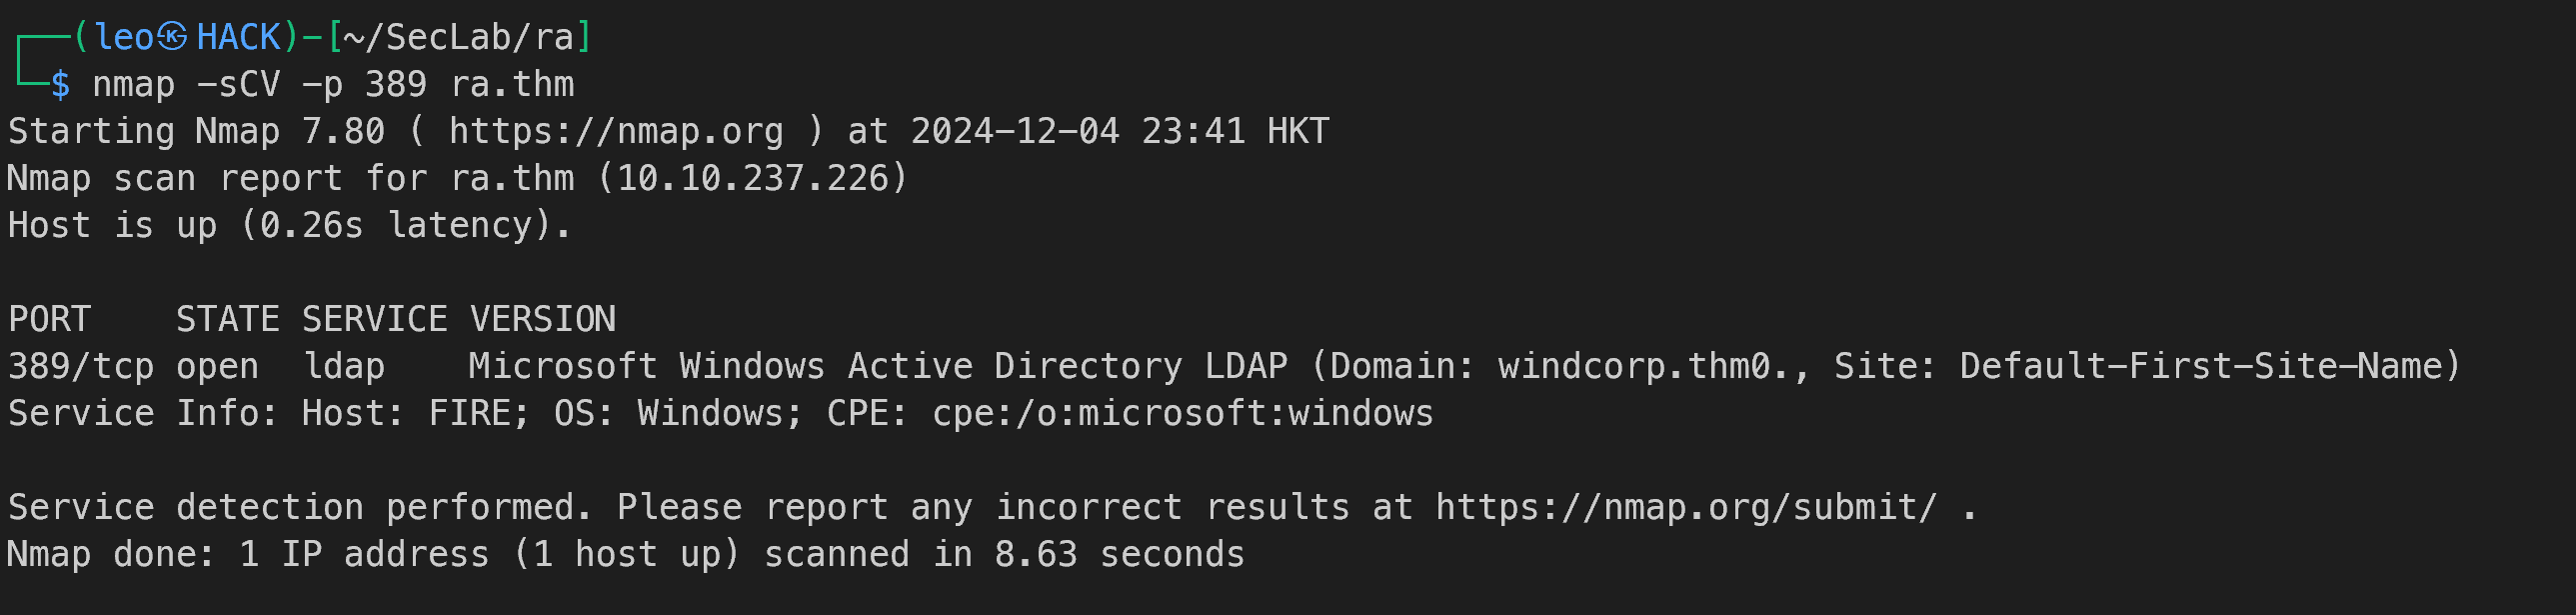 ┌──(leo㉿HACK)-[~/SecLab/ra]
└─$ nmap -sCV -p 389 ra.thm
Starting Nmap 7.80 ( https://nmap.org ) at 2024-12-04 23:41 HKT
Nmap scan report for ra.thm (10.10.237.226)
Host is up (0.26s latency).

PORT    STATE SERVICE VERSION
389/tcp open  ldap    Microsoft Windows Active Directory LDAP (Domain: windcorp.thm0., Site: Default-First-Site-Name)
Service Info: Host: FIRE; OS: Windows; CPE: cpe:/o:microsoft:windows

Service detection performed. Please report any incorrect results at https://nmap.org/submit/ .
Nmap done: 1 IP address (1 host up) scanned in 8.63 seconds